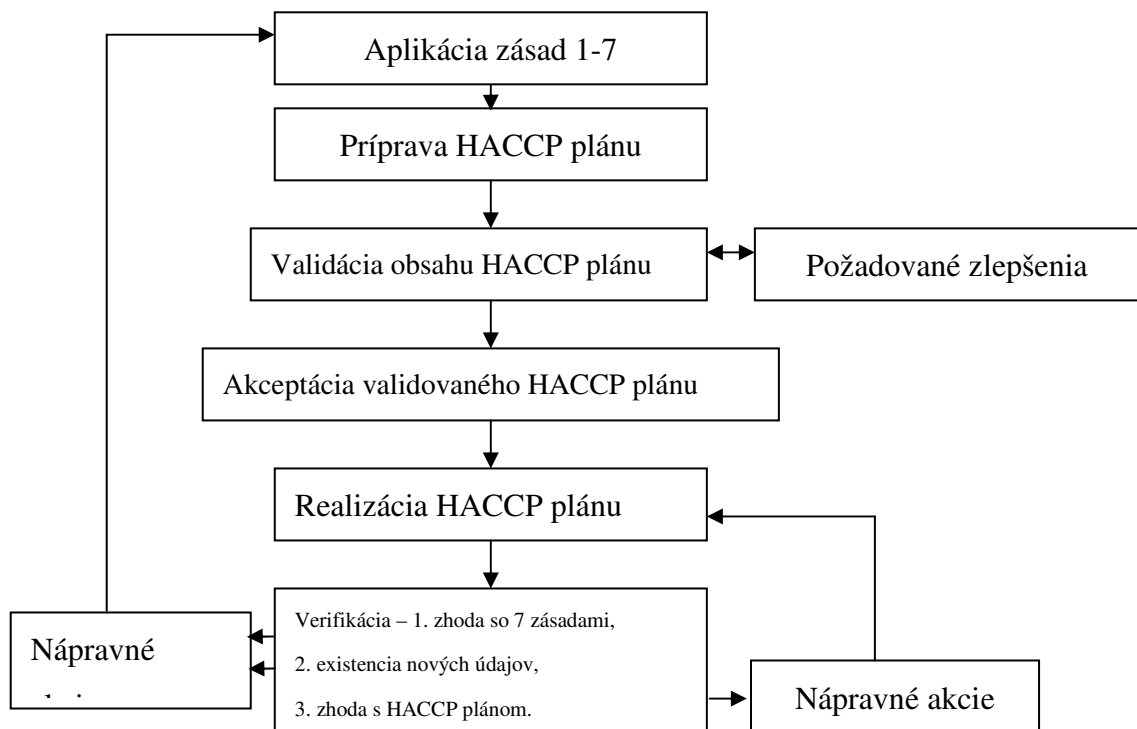 Aplikácia zásad 1-7
Príprava HACCP plánu
Validácia obsahu HACCP plánu
Požadované zlepšenia
Akceptácia validovaného HACCP plánu
Realizácia HACCP plánu
Verifikácia – 1. zhoda so 7 zásadami,
2. existencia nových údajov,
3. zhoda s HACCP plánom.
Nápravné
Nápravné akcie